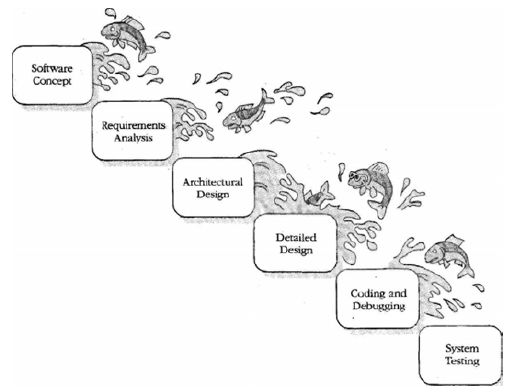 Software
Concept
Requirements
Analysis
Architectural
Design
Detailed
Design
Coding and
Debugging
System
Testing